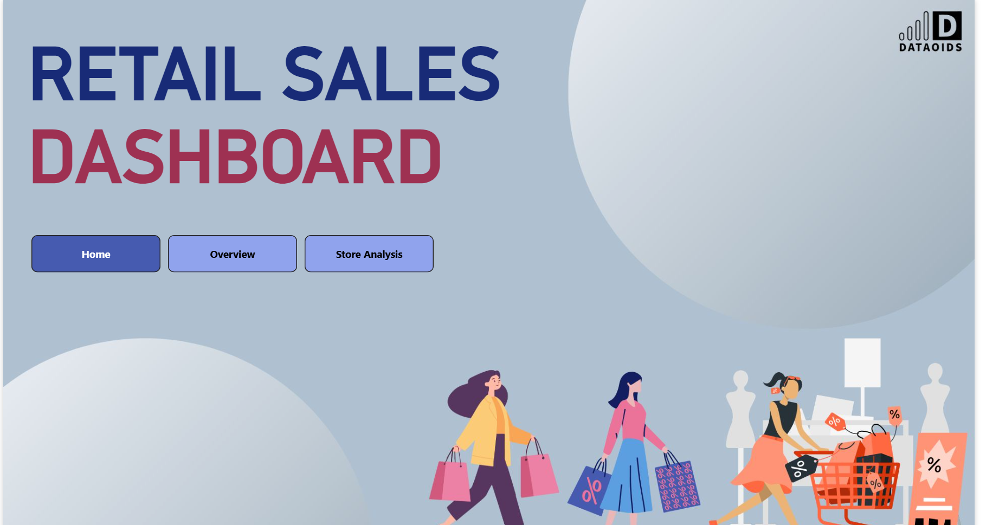 D
DATAOIDS
RETAIL SALES
DASHBOARD
Home
Overview
Store Analysis
%
%
%
%
%
%